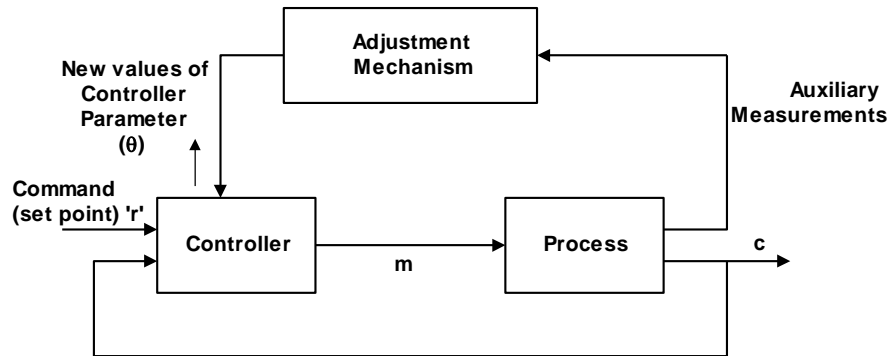 Adjustment
Mechanism
New values of
Controller
Parameter
(θ)
Auxiliary
Measurements
Command
(set point) 'r'
Controller
m
Process
c